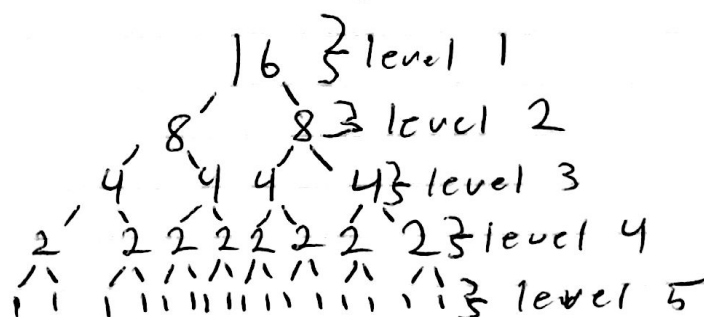 16 } level 1
8 8 } level 2
4 4 4 4 } level 3
2 2 2 2 2 2 2 2 } level 4
1 1 1 1 1 1 1 1 1 1 1 1 1 1 1 1 } level 5